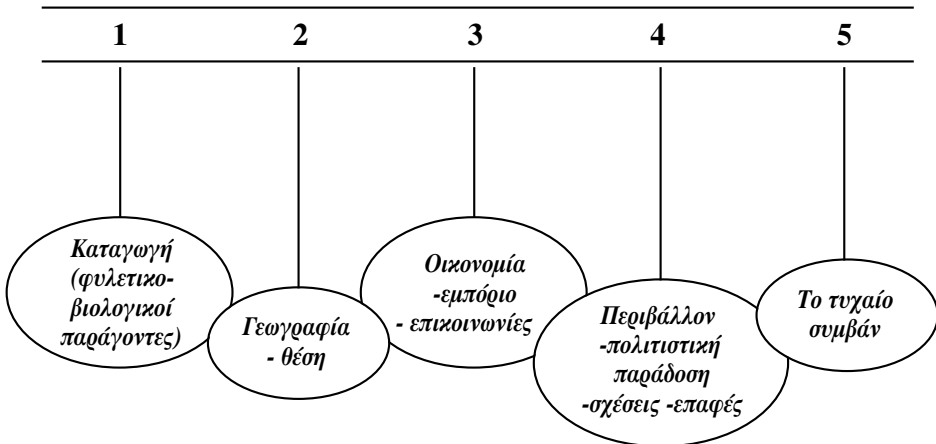 1 2 3 4 5
Καταγωγή
(φυλετικο-
βιολογικοί
παράγοντες)
Γεωγραφία
- θέση
Οικονομία
-εμπόριο
- επικοινωνίες
Περιβάλλον
-πολιτιστική
παράδοση
-σχέσεις -επαφές
Το τυχαίο
συμβάν